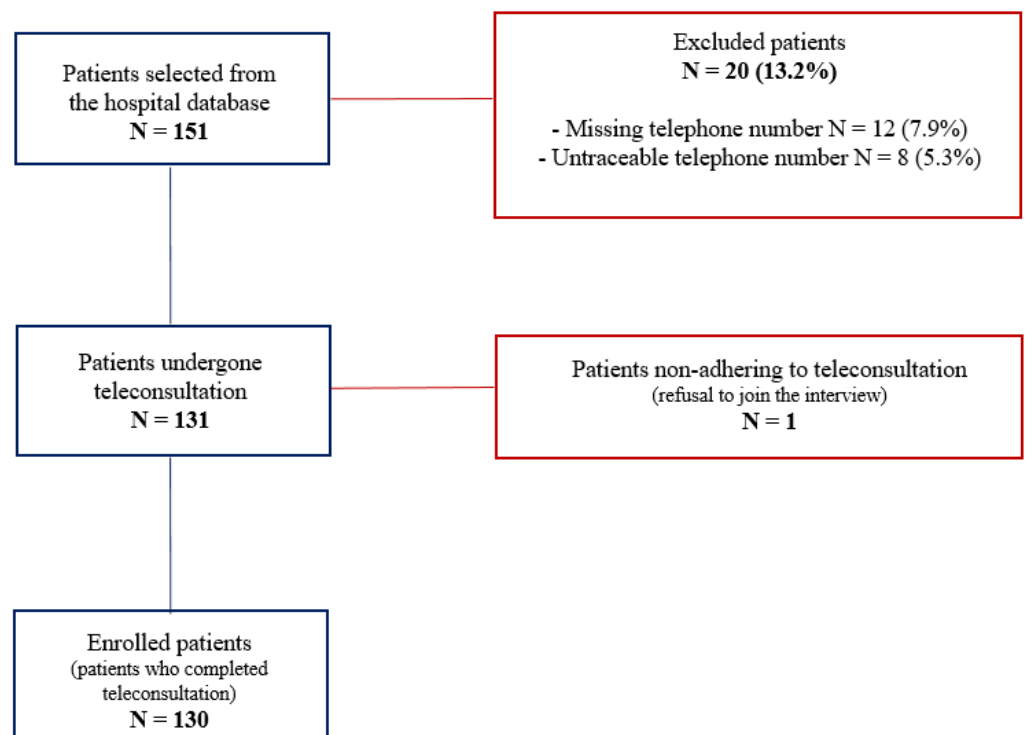 Patients selected from
the hospital database
N = 151
Excluded patients
N = 20 (13.2%)
- Missing telephone number N = 12 (7.9%)
- Untraceable telephone number N = 8 (5.3%)
Patients undergone
teleconsultation
N = 131
Patients non-adhering to teleconsultation
(refusal to join the interview)
N = 1
Enrolled patients
(patients who completed
teleconsultation)
N = 130